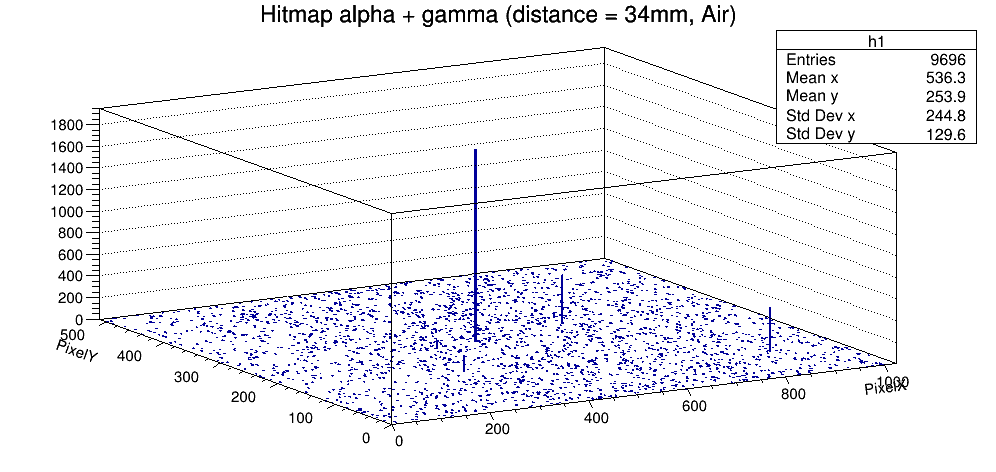 Hitmap alpha + gamma (distance = 34mm, Air)
h1
Entries 9696
Mean x 536.3
Mean y 253.9
Std Dev x 244.8
Std Dev y 129.6
1800
1600
1400
1200
1000
800
600
400
200
0
500
PixelY
400
300
200
100
0
0
200
400
600
800
1000
PixelX